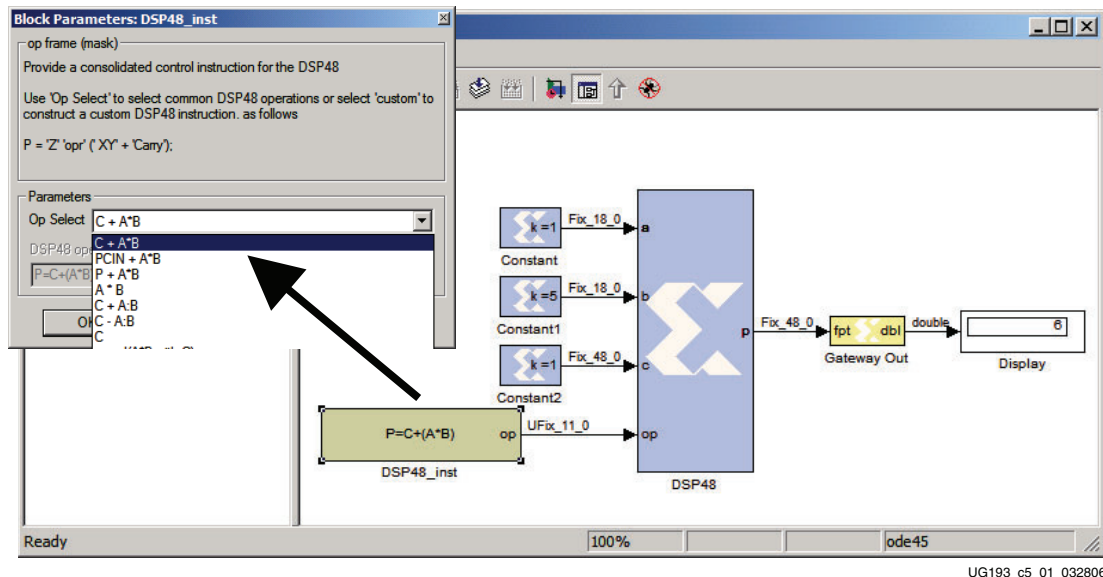 Block Parameters: DSP48_inst
op frame (mask)
Provide a consolidated control instruction for the DSP48
Use 'Op Select' to select common DSP48 operations or select 'custom' to
construct a custom DSP48 instruction. as follows
P = 'Z' 'opr' (' XY' + 'Carry');
Parameters
Op Select C + A*B
C + A*B
DSP48
PCIN + A*B
P=C+(A*B
P + A*B
A * B
C + A:B
C - A:B
C
k =1
Fix_18_0
a
Constant
k =5
Fix_18_0
b
Constant1
k =1
Fix_48_0
c
Constant2
P=C+(A*B)
op
UFix_11_0
op
DSP48_inst
p
DSP48
Fix_48_0
fpt
dbl
Gateway Out
double
6
Display
Ready
100%
ode45
UG193_c5_01_032806